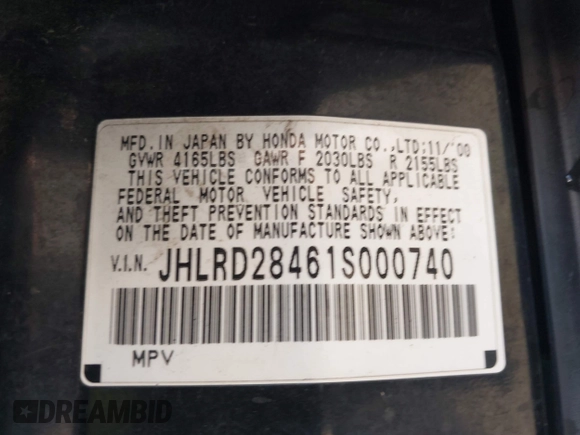 MFD. IN JAPAN BY HONDA MOTOR CO.,LTD;11/'00
GVWR 4165LBS GAWR F 2030LBS R 2155LBS
THIS VEHICLE CONFORMS TO ALL APPLICABLE
FEDERAL MOTOR VEHICLE SAFETY,
AND THEFT PREVENTION STANDARDS IN EFFECT
ON THE DATE OF MANUFACTURE SHOWN ABOVE:
V.I.N. JHLRD28461S000740
MPV
DREAMBID